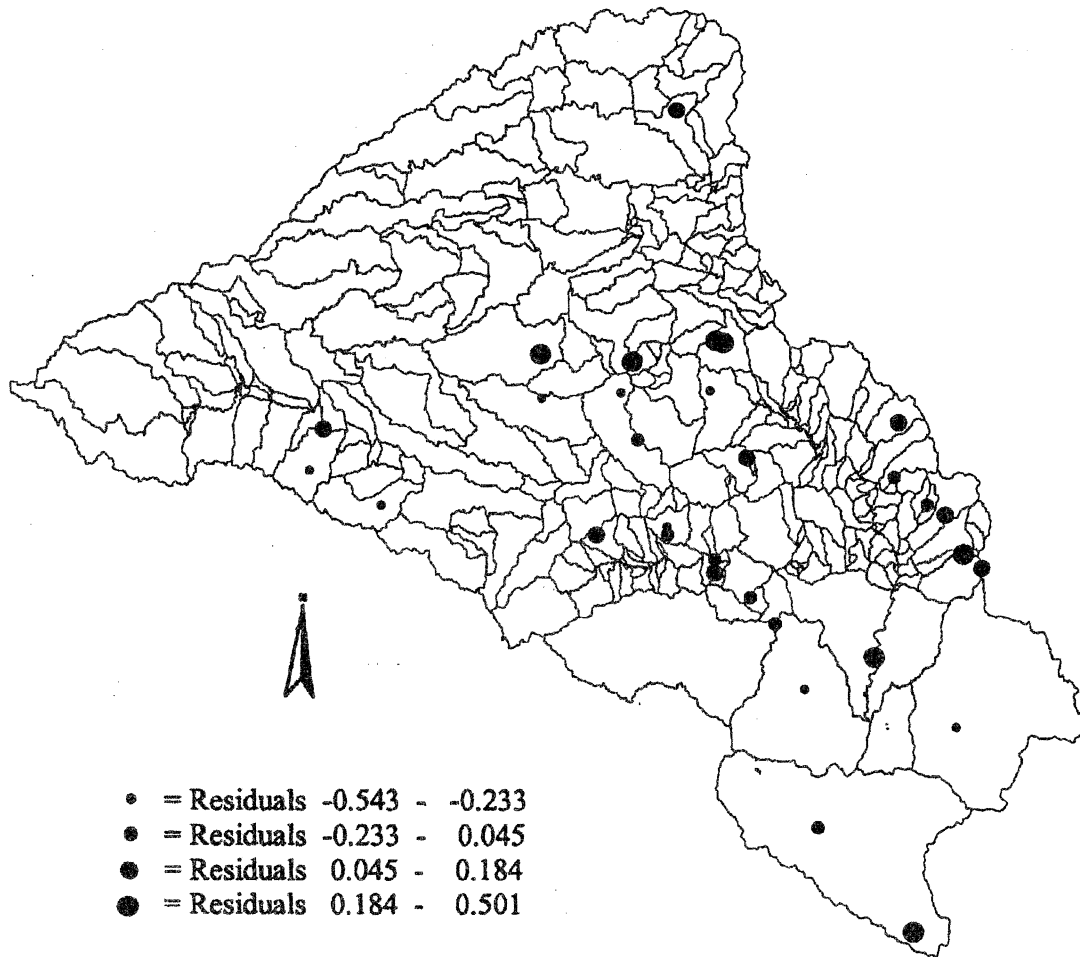 = Residuals -0.543 - -0.233
= Residuals -0.233 - 0.045
= Residuals 0.045 - 0.184
= Residuals 0.184 - 0.501